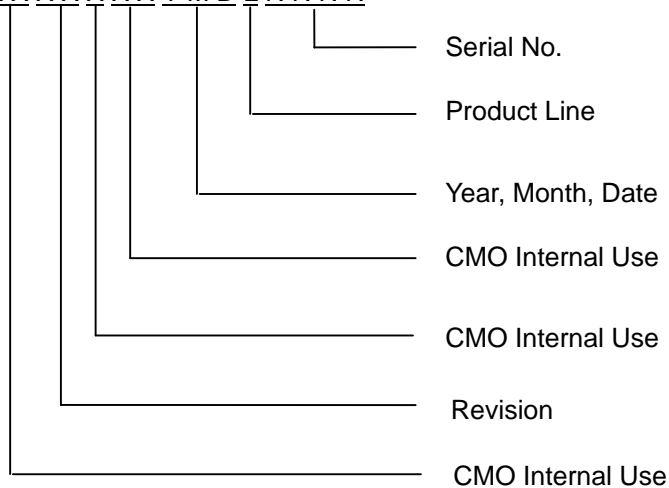 Serial No.
Product Line
Year, Month, Date
CMO Internal Use
CMO Internal Use
Revision
CMO Internal Use